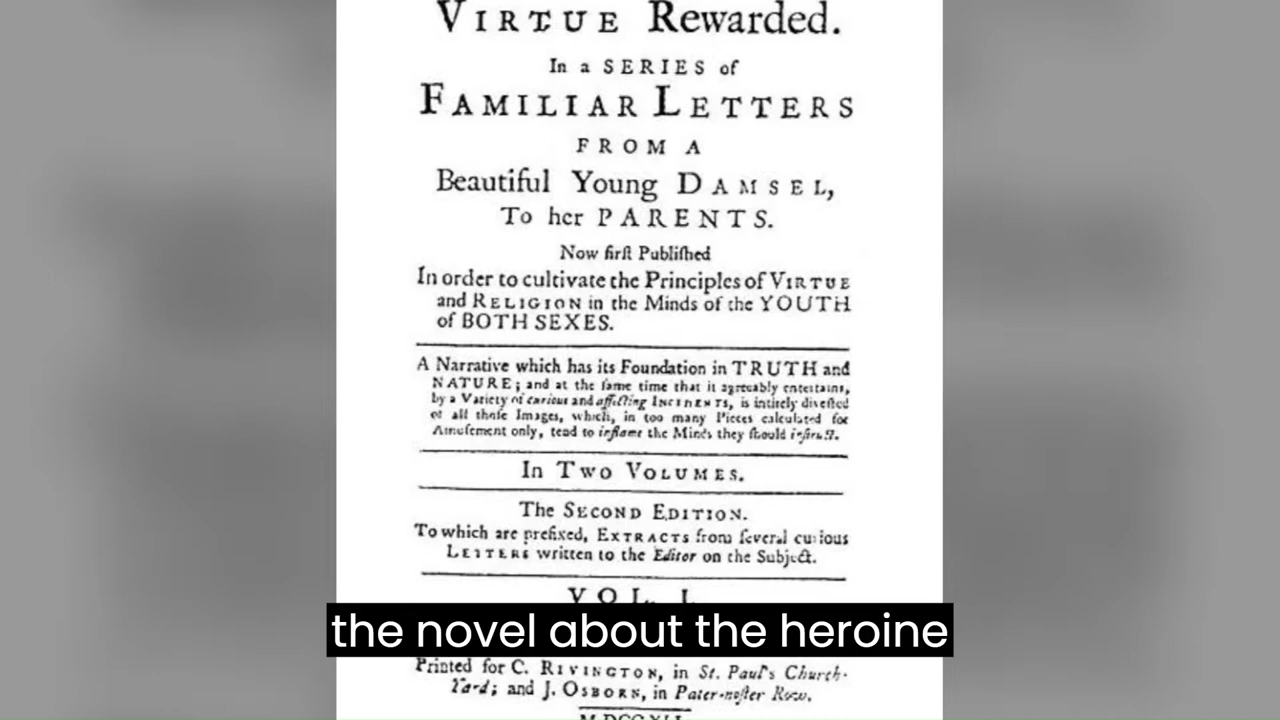 VIRTUE Rewarded.
In a SERIES of
FAMILIAR LETTERS
FROM A
Beautiful Young DAMSEL,
To her PARENTS.
Now firſt Publiſhed
In order to cultivate the Principles of VIRTUE
and RELIGION in the Minds of the YOUTH
of BOTH SEXES.
A Narrative which has its Foundation in TRUTH and
NATURE; and at the ſame time that it agreeably entertains,
by a Variety of curious and affecting INCIDENTS, is intirely diveſted
of all thoſe Images, which, in too many Pieces calculated for
Amuſement only, tend to inflame the Minds they ſhould inſtruct.
In Two VOLUMES.
The SECOND EDITION.
To which are prefixed, EXTRACTS from ſeveral curious
LETTERS written to the Editor on the Subject.
VOL. I.
the novel about the heroine
Printed for C. RIVINGTON, in St. Paul's Church-
Yard; and J. OSBORN, in Pater-noſter Row.
MDCCXLI